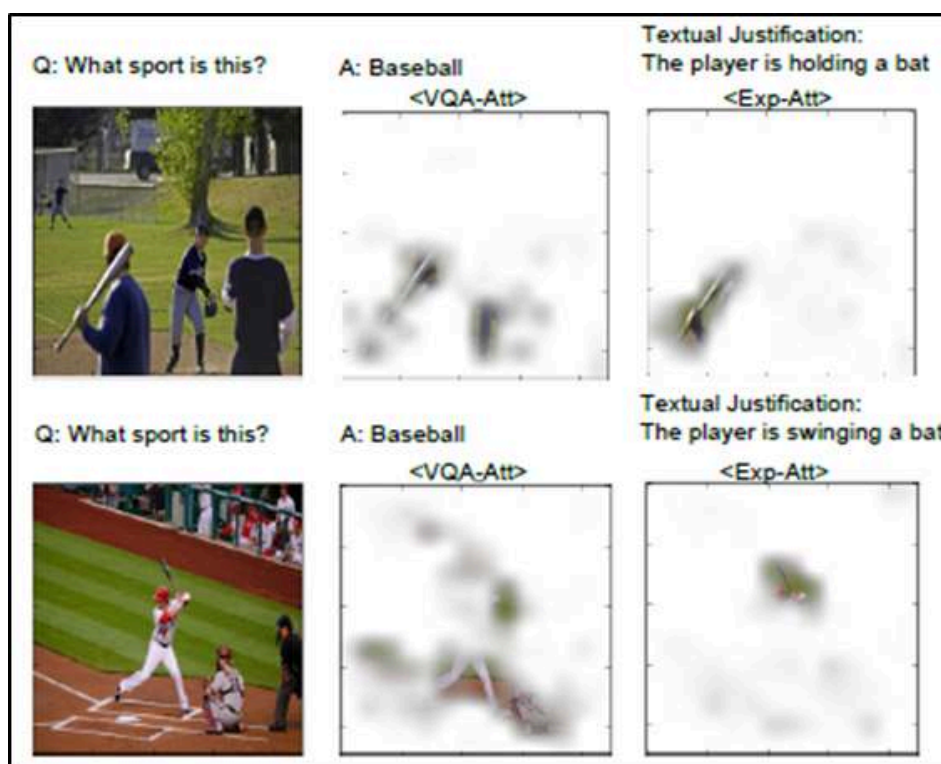 Q: What sport is this?
A: Baseball
<VQA-Att>
Textual Justification:
The player is holding a bat
<Exp-Att>
Q: What sport is this?
A: Baseball
<VQA-Att>
Textual Justification:
The player is swinging a bat
<Exp-Att>